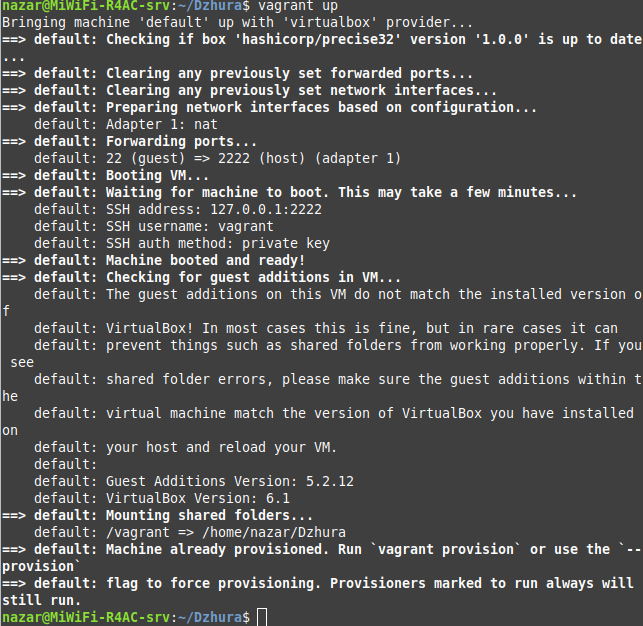 nazar@MiWiFi-R4AC-srv:~/Dzhura$ vagrant up
Bringing machine 'default' up with 'virtualbox' provider...
==> default: Checking if box 'hashicorp/precise32' version '1.0.0' is up to date
...
==> default: Clearing any previously set forwarded ports...
==> default: Clearing any previously set network interfaces...
==> default: Preparing network interfaces based on configuration...
    default: Adapter 1: nat
==> default: Forwarding ports...
    default: 22 (guest) => 2222 (host) (adapter 1)
==> default: Booting VM...
==> default: Waiting for machine to boot. This may take a few minutes...
    default: SSH address: 127.0.0.1:2222
    default: SSH username: vagrant
    default: SSH auth method: private key
==> default: Machine booted and ready!
==> default: Checking for guest additions in VM...
    default: The guest additions on this VM do not match the installed version o
f
    default: VirtualBox! In most cases this is fine, but in rare cases it can
    default: prevent things such as shared folders from working properly. If you
 see
    default: shared folder errors, please make sure the guest additions within t
he
    default: virtual machine match the version of VirtualBox you have installed
on
    default: your host and reload your VM.
    default:
    default: Guest Additions Version: 5.2.12
    default: VirtualBox Version: 6.1
==> default: Mounting shared folders...
    default: /vagrant => /home/nazar/Dzhura
==> default: Machine already provisioned. Run `vagrant provision` or use the `--
provision`
==> default: flag to force provisioning. Provisioners marked to run always will
still run.
nazar@MiWiFi-R4AC-srv:~/Dzhura$